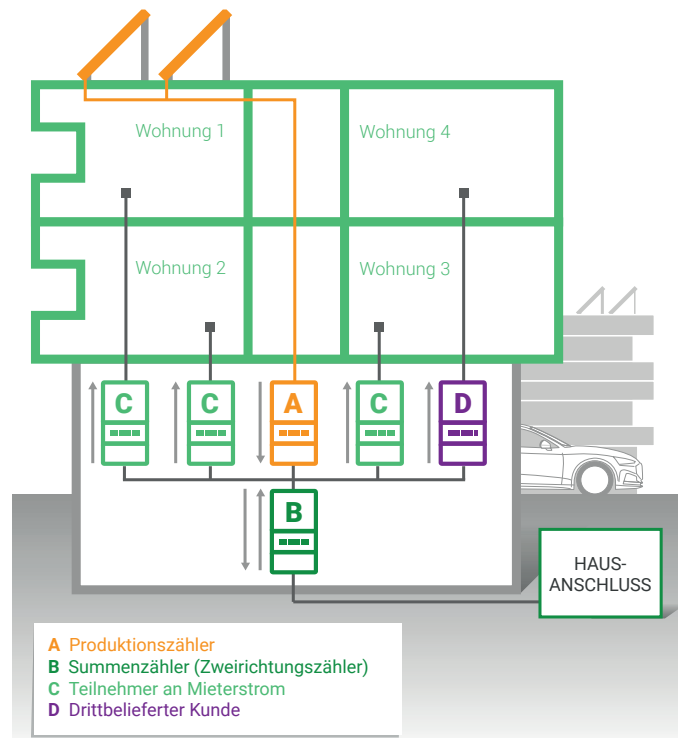 Wohnung 1
Wohnung 4
Wohnung 2
Wohnung 3
C
C
A
C
D
B
HAUS-
ANSCHLUSS
A Produktionszähler
B Summenzähler (Zweirichtungszähler)
C Teilnehmer an Mieterstrom
D Drittbelieferter Kunde